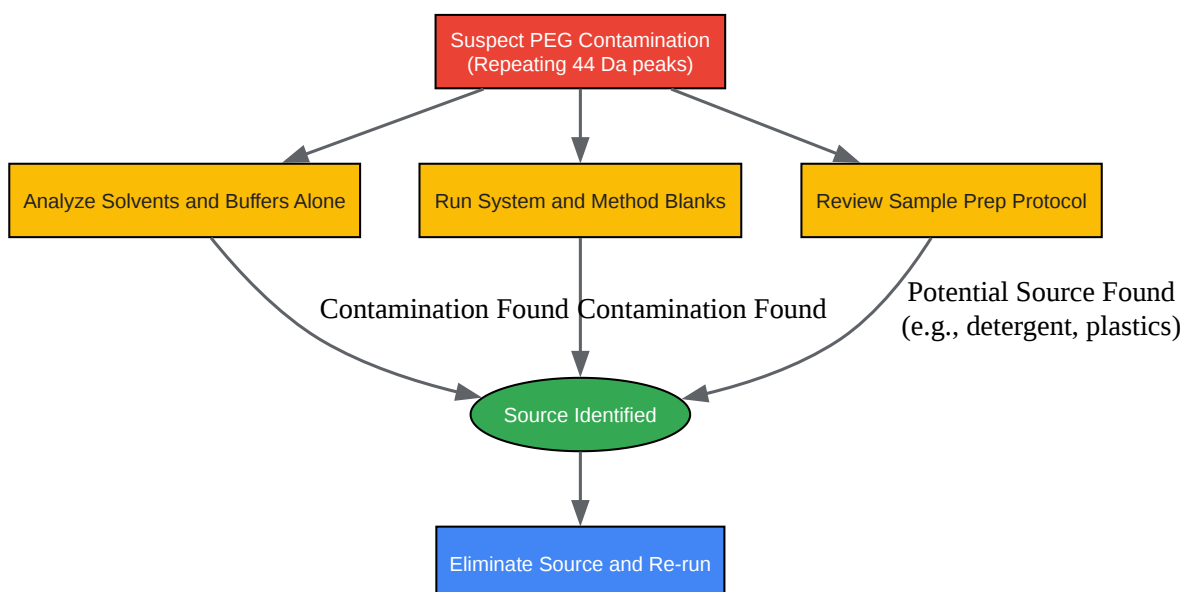 Suspect PEG Contamination
(Repeating 44 Da peaks)
Analyze Solvents and Buffers Alone
Run System and Method Blanks
Review Sample Prep Protocol
Contamination Found
Contamination Found
Potential Source Found
(e.g., detergent, plastics)
Source Identified
Eliminate Source and Re-run